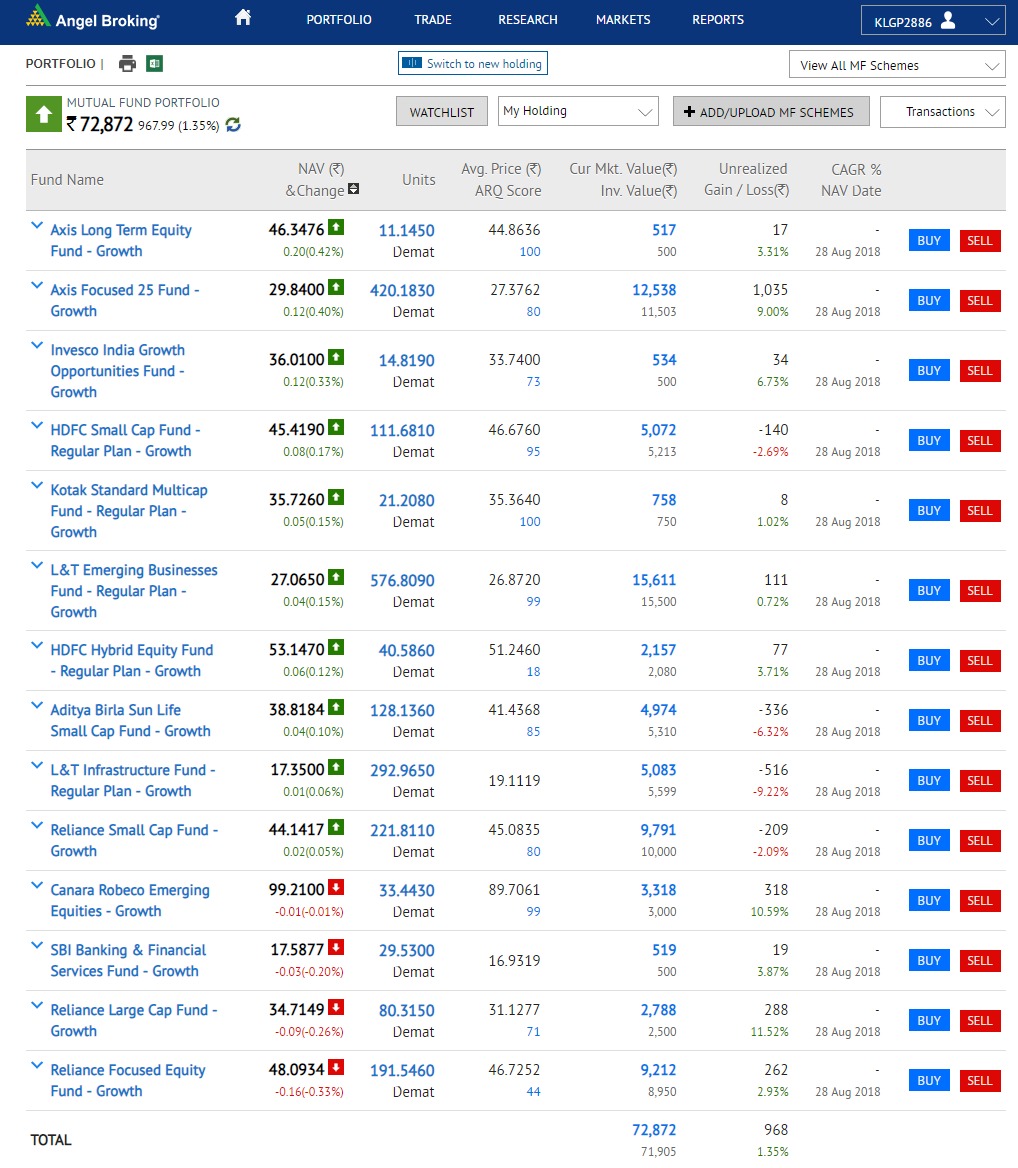 Angel Broking
PORTFOLIO TRADE RESEARCH MARKETS REPORTS KLGP2886
PORTFOLIO | Switch to new holding View All MF Schemes
MUTUAL FUND PORTFOLIO
₹ 72,872 967.99 (1.35%) WATCHLIST My Holding + ADD/UPLOAD MF SCHEMES Transactions
Fund Name NAV (₹) &Change Units Avg. Price (₹) ARQ Score Cur Mkt. Value(₹) Inv. Value(₹) Unrealized Gain / Loss(₹) CAGR % NAV Date
Axis Long Term Equity 46.3476 11.1450 44.8636 517 17 - BUY SELL
Fund - Growth 0.20(0.42%) Demat 100 500 3.31% 28 Aug 2018
Axis Focused 25 Fund - 29.8400 420.1830 27.3762 12,538 1,035 - BUY SELL
Growth 0.12(0.40%) Demat 80 11,503 9.00% 28 Aug 2018
Invesco India Growth
Opportunities Fund - 36.0100 14.8190 33.7400 534 34 - BUY SELL
Growth 0.12(0.33%) Demat 73 500 6.73% 28 Aug 2018
HDFC Small Cap Fund - 45.4190 111.6810 46.6760 5,072 -140 - BUY SELL
Regular Plan - Growth 0.08(0.17%) Demat 95 5,213 -2.69% 28 Aug 2018
Kotak Standard Multicap
Fund - Regular Plan - 35.7260 21.2080 35.3640 758 8 - BUY SELL
Growth 0.05(0.15%) Demat 100 750 1.02% 28 Aug 2018
L&T Emerging Businesses
Fund - Regular Plan - 27.0650 576.8090 26.8720 15,611 111 - BUY SELL
Growth 0.04(0.15%) Demat 99 15,500 0.72% 28 Aug 2018
HDFC Hybrid Equity Fund 53.1470 40.5860 51.2460 2,157 77 - BUY SELL
- Regular Plan - Growth 0.06(0.12%) Demat 18 2,080 3.71% 28 Aug 2018
Aditya Birla Sun Life 38.8184 128.1360 41.4368 4,974 -336 - BUY SELL
Small Cap Fund - Growth 0.04(0.10%) Demat 85 5,310 -6.32% 28 Aug 2018
L&T Infrastructure Fund - 17.3500 292.9650 19.1119 5,083 -516 - BUY SELL
Regular Plan - Growth 0.01(0.06%) Demat 5,599 -9.22% 28 Aug 2018
Reliance Small Cap Fund - 44.1417 221.8110 45.0835 9,791 -209 - BUY SELL
Growth 0.02(0.05%) Demat 80 10,000 -2.09% 28 Aug 2018
Canara Robeco Emerging 99.2100 33.4430 89.7061 3,318 318 - BUY SELL
Equities - Growth -0.01(-0.01%) Demat 99 3,000 10.59% 28 Aug 2018
SBI Banking & Financial 17.5877 29.5300 16.9319 519 19 - BUY SELL
Services Fund - Growth -0.03(-0.20%) Demat 500 3.87% 28 Aug 2018
Reliance Large Cap Fund - 34.7149 80.3150 31.1277 2,788 288 - BUY SELL
Growth -0.09(-0.26%) Demat 71 2,500 11.52% 28 Aug 2018
Reliance Focused Equity 48.0934 191.5460 46.7252 9,212 262 - BUY SELL
Fund - Growth -0.16(-0.33%) Demat 44 8,950 2.93% 28 Aug 2018
TOTAL 72,872 968
71,905 1.35%